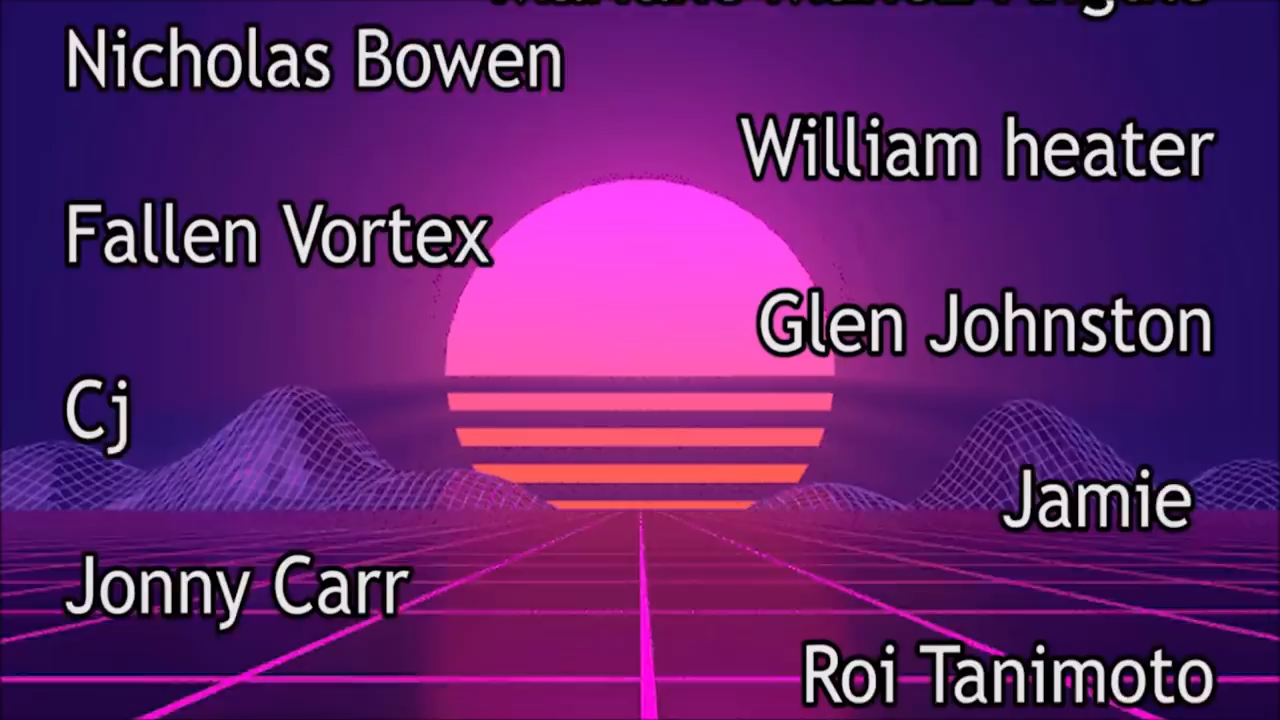 Nicholas Bowen
William heater
Fallen Vortex
Glen Johnston
Cj
Jamie
Jonny Carr
Roi Tanimoto